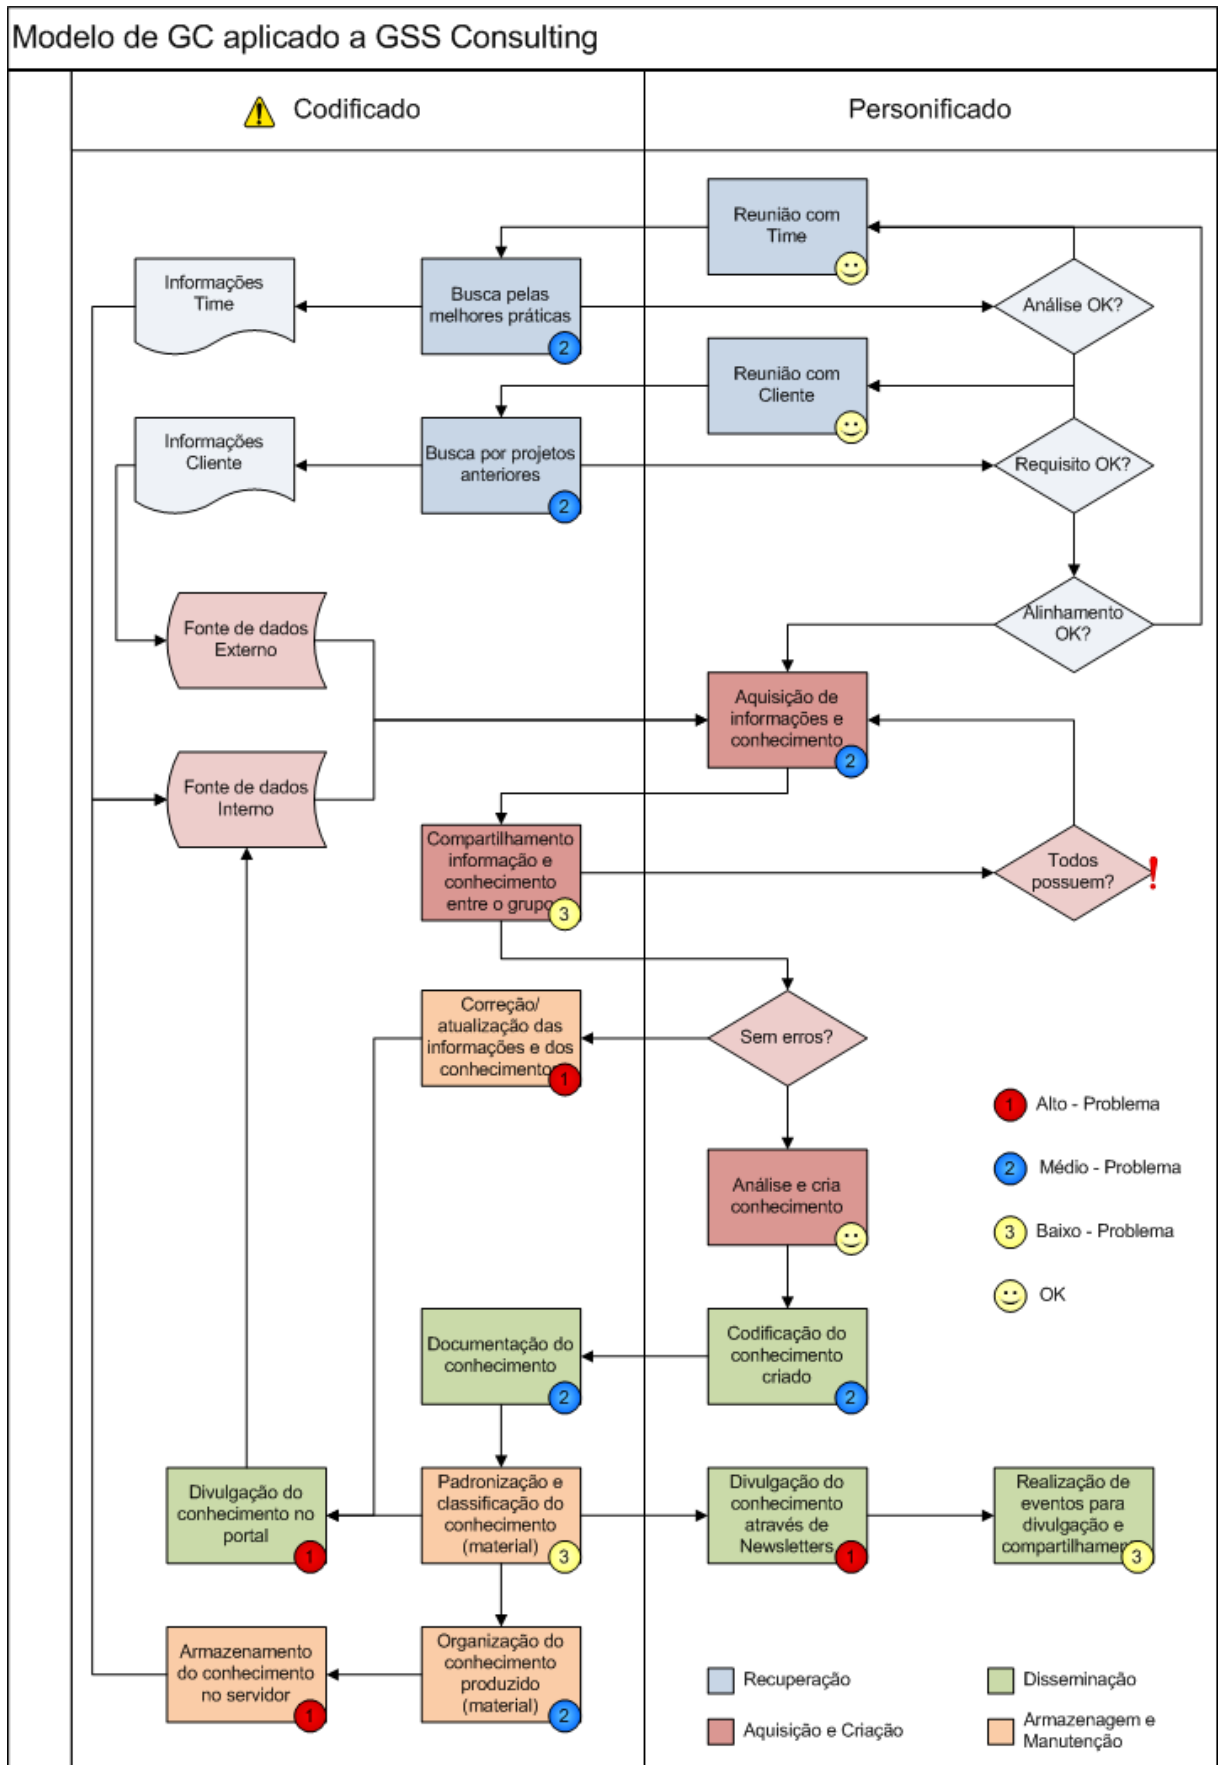 Modelo de GC aplicado a GSS Consulting
Codificado
Personificado
Reunião com
Time
Informações
Time
Busca pelas
melhores práticas
2
Análise OK?
Reunião com
Cliente
Informações
Cliente
Busca por projetos
anteriores
2
Requisito OK?
Fonte de dados
Externo
Alinhamento
OK?
Aquisição de
informações e
conhecimento
2
Fonte de dados
Interno
Compartilhamento
informação e
conhecimento
entre o grupo
3
Todos
possuem?
!
Correção/
atualização das
informações e dos
conhecimentos
1
Sem erros?
1 Alto - Problema
2 Médio - Problema
3 Baixo - Problema
OK
Análise e cria
conhecimento
Documentação do
conhecimento
2
Codificação do
conhecimento
criado
2
Divulgação do
conhecimento no
portal
1
Padronização e
classificação do
conhecimento
(material)
3
Divulgação do
conhecimento
através de
Newsletters
1
Realização de
eventos para
divulgação e
compartilhamen
3
Armazenamento
do conhecimento
no servidor
1
Organização do
conhecimento
produzido
(material)
2
Recuperação
Disseminação
Aquisição e Criação
Armazenagem e
Manutenção